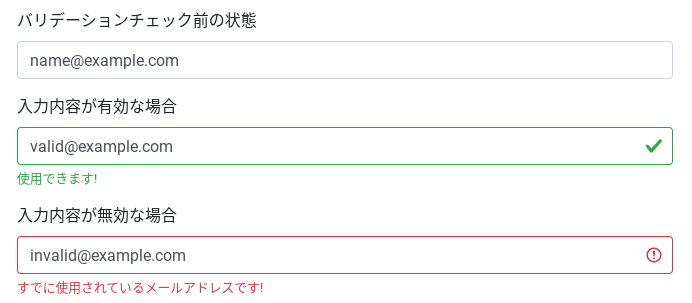 バリデーションチェック前の状態
name@example.com
入力内容が有効な場合
valid@example.com
使用できます!
入力内容が無効な場合
invalid@example.com
すでに使用されているメールアドレスです!